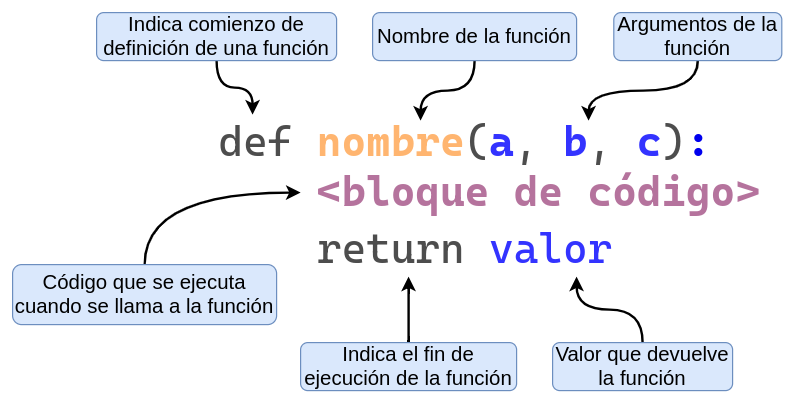 Indica comienzo de
definición de una función
Nombre de la función
Argumentos de la
función
def nombre(a, b, c):
<bloque de código>
return valor
Código que se ejecuta
cuando se llama a la función
Indica el fin de
ejecución de la función
Valor que devuelve
la función